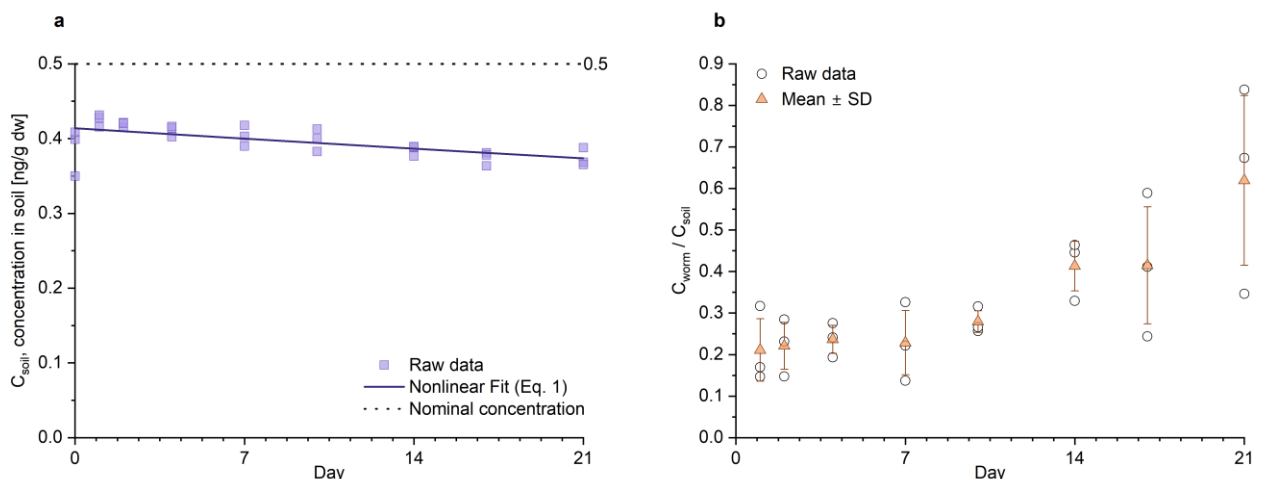 a
C_soil, concentration in soil [ng/g dw]
0.5
0.4
0.3
0.2
0.1
0.0
0.5
Raw data
Nonlinear Fit (Eq. 1)
Nominal concentration
0
7
14
21
Day
b
C_worm / C_soil
0.9
0.8
0.7
0.6
0.5
0.4
0.3
0.2
0.1
0.0
Raw data
Mean ± SD
0
7
14
21
Day